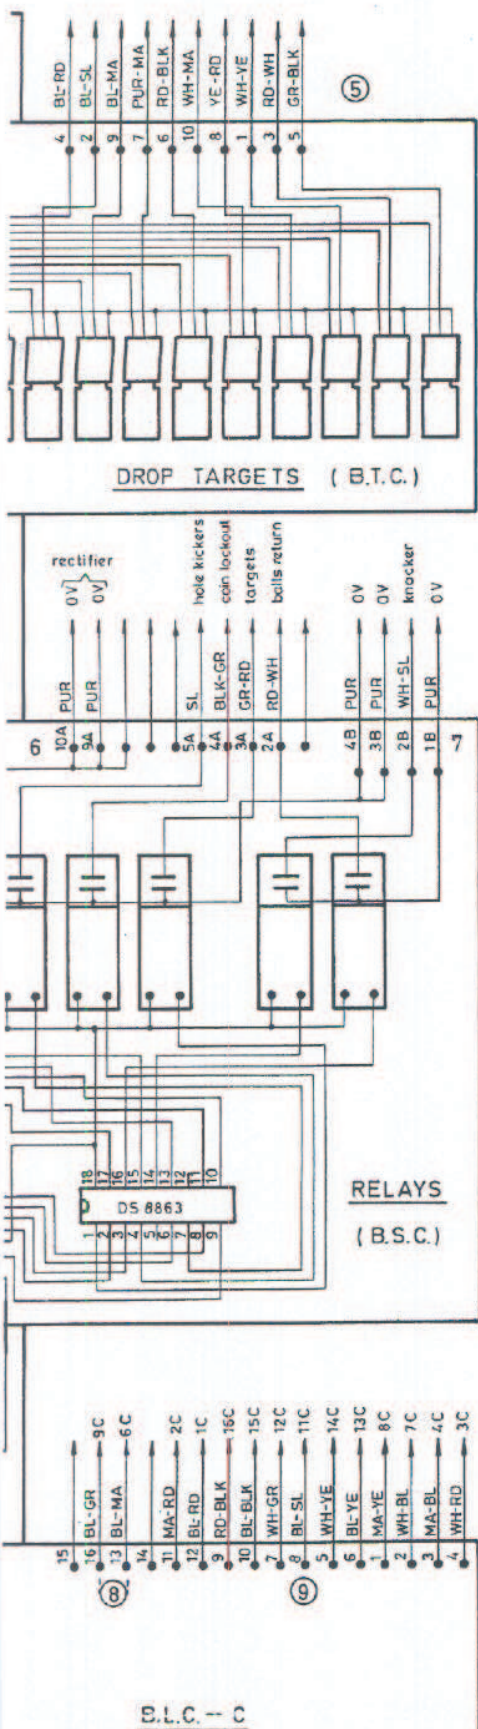 BL-RD
BL-SL
BL-MA
PUR-MA
RD-BLK
WH-MA
YE-RD
WH-YE
RD-WH
GR-BLK
5
4
2
9
7
6
10
8
1
3
5
DROP TARGETS ( B.T.C. )
rectifier
0V
0V
hole kickers
coin lockout
targets
balls return
0V
0V
knocker
0V
PUR
PUR
SL
BLK-GR
GR-RD
RD-WH
PUR
PUR
WH-SL
PUR
6
10A
9A
5A
4A
3A
2A
4B
3B
2B
1B
7
18
17
16
15
14
13
12
11
10
DS 8863
1
2
3
4
5
6
7
8
9
RELAYS
( B.S.C. )
9C
6C
2C
1C
16C
15C
12C
11C
14C
13C
8C
7C
4C
3C
BL-GR
BL-MA
MA-RD
BL-RD
RD-BLK
BL-BLK
WH-GR
BL-SL
WH-YE
BL-YE
MA-YE
WH-BL
MA-BL
WH-RD
15
16
13
14
11
12
9
10
7
8
5
6
1
2
3
4
8
9
B.L.C. -- C